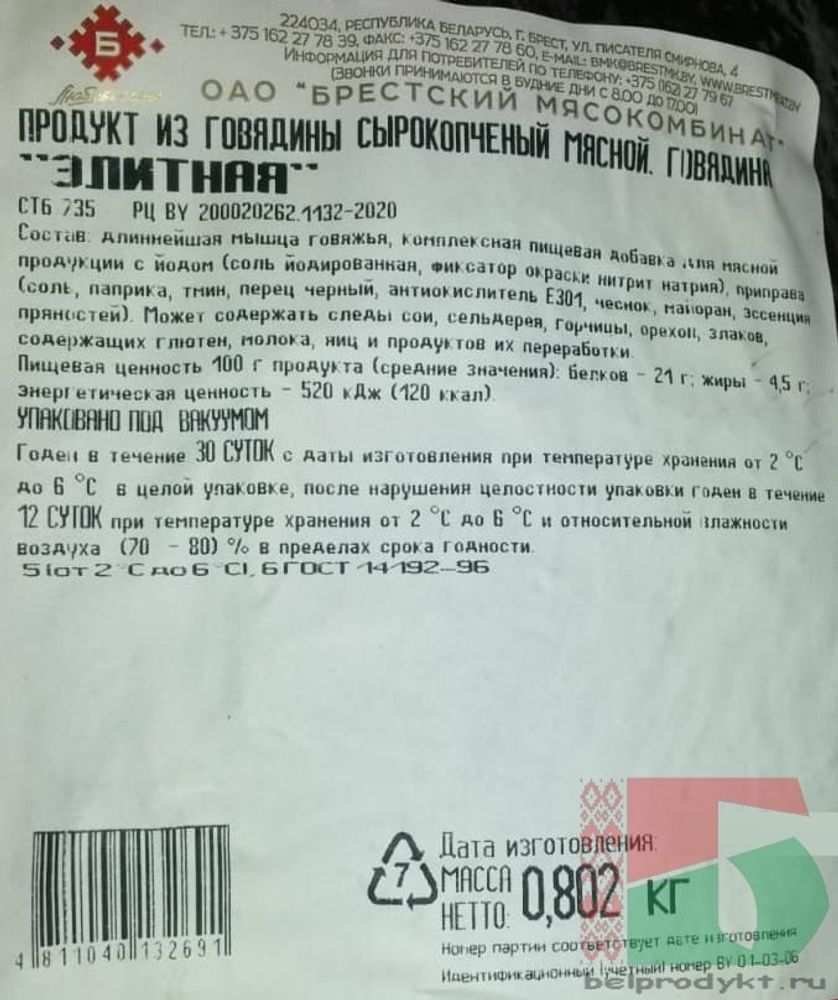 224034, РЕСПУБЛИКА БЕЛАРУСЬ, Г. БРЕСТ, УЛ. ПИСАТЕЛЯ СМИРНОВА, 4
ТЕЛ.: +375 162 27 78 39, ФАКС: +375 162 27 78 60, E-MAIL: BMK@BRESTMK.BY, WWW.BRESTMEAT.BY
ИНФОРМАЦИЯ ДЛЯ ПОТРЕБИТЕЛЕЙ ПО ТЕЛЕФОНУ: +375 (162) 27 79 67
(ЗВОНКИ ПРИНИМАЮТСЯ В БУДНИЕ ДНИ С 8.00 ДО 17.00)
Б
ОАО "БРЕСТСКИЙ МЯСОКОМБИНАТ"
ПРОДУКТ ИЗ ГОВЯДИНЫ СЫРОКОПЧЕНЫЙ МЯСНОЙ. ГОВЯДИНА
"ЭЛИТНАЯ"
СТБ 735 РЦ BY 200020262.1132-2020
Состав: длиннейшая мышца говяжья, комплексная пищевая добавка для мясной
продукции с йодом (соль йодированная, фиксатор окраски нитрит натрия), приправа
(соль, паприка, тмин, перец черный, антиокислитель Е301, чеснок, майоран, эссенция
пряностей). Может содержать следы сои, сельдерея, горчицы, орехов, злаков,
содержащих глютен, молока, яиц и продуктов их переработки.
Пищевая ценность 100 г продукта (средние значения): белков - 21 г; жиры - 4,5 г;
энергетическая ценность - 520 кДж (120 ккал).
УПАКОВАНО ПОД ВАКУУМОМ
Годен в течение 30 СУТОК с даты изготовления при температуре хранения от 2 °С
до 6 °С в целой упаковке, после нарушения целостности упаковки годен в течение
12 СУТОК при температуре хранения от 2 °С до 6 °С и относительной влажности
воздуха (70 - 80) % в пределах срока годности.
5 (от 2 °С до 6 °С), 6 ГОСТ 14192-96
Дата изготовления:
7
МАССА
НЕТТО: 0,802 кг
4 811040 132691
Номер партии соответствует дате изготовления
Идентификационный (учетный) номер BY 01-03-06
belprodykt.ru